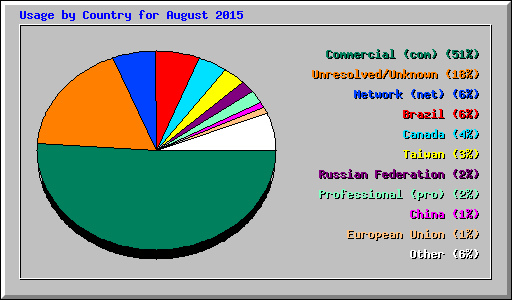 Usage by Country for August 2015
Commercial (com) (51%)
Unresolved/Unknown (18%)
Network (net) (6%)
Brazil (6%)
Canada (4%)
Taiwan (3%)
Russian Federation (2%)
Professional (pro) (2%)
China (1%)
European Union (1%)
Other (6%)